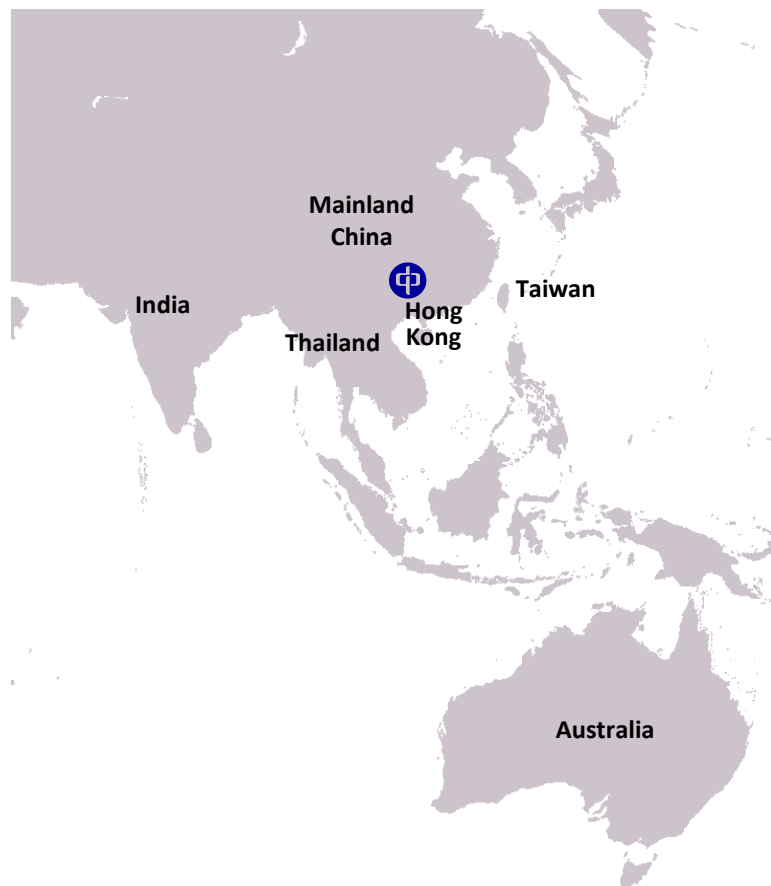 Mainland
China
India
Taiwan
Hong
Kong
Thailand
Australia